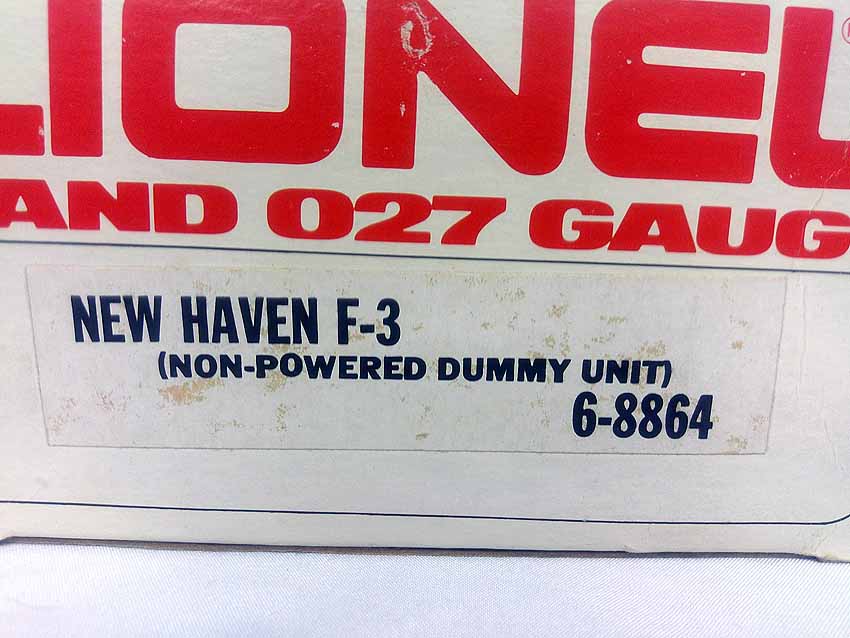 LIONEL®
AND 027 GAUG
NEW HAVEN F-3
(NON-POWERED DUMMY UNIT)
6-8864